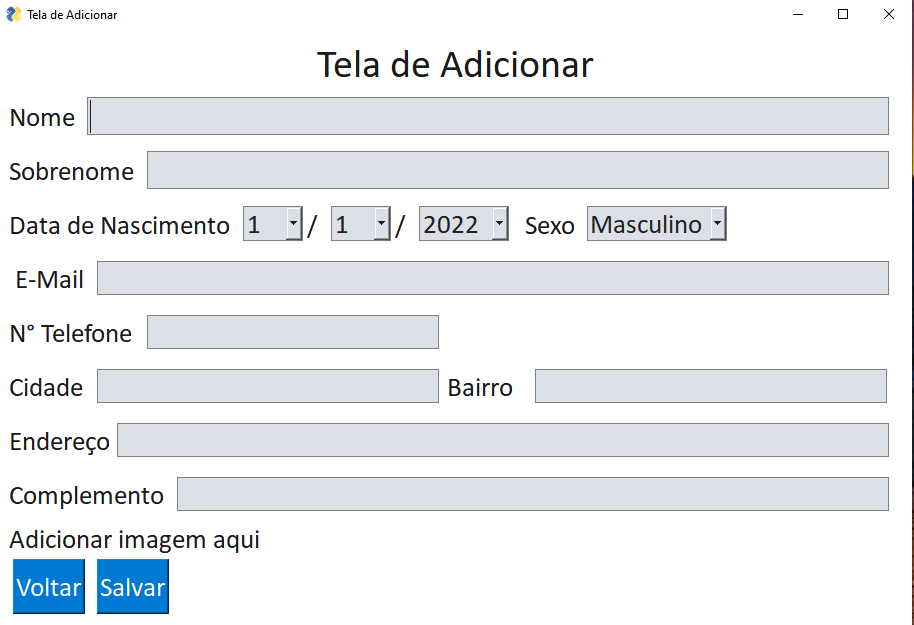 Tela de Adicionar
Tela de Adicionar
Nome
Sobrenome
Data de Nascimento 1 / 1 / 2022 Sexo Masculino
E-Mail
N° Telefone
Cidade Bairro
Endereço
Complemento
Adicionar imagem aqui
Voltar Salvar